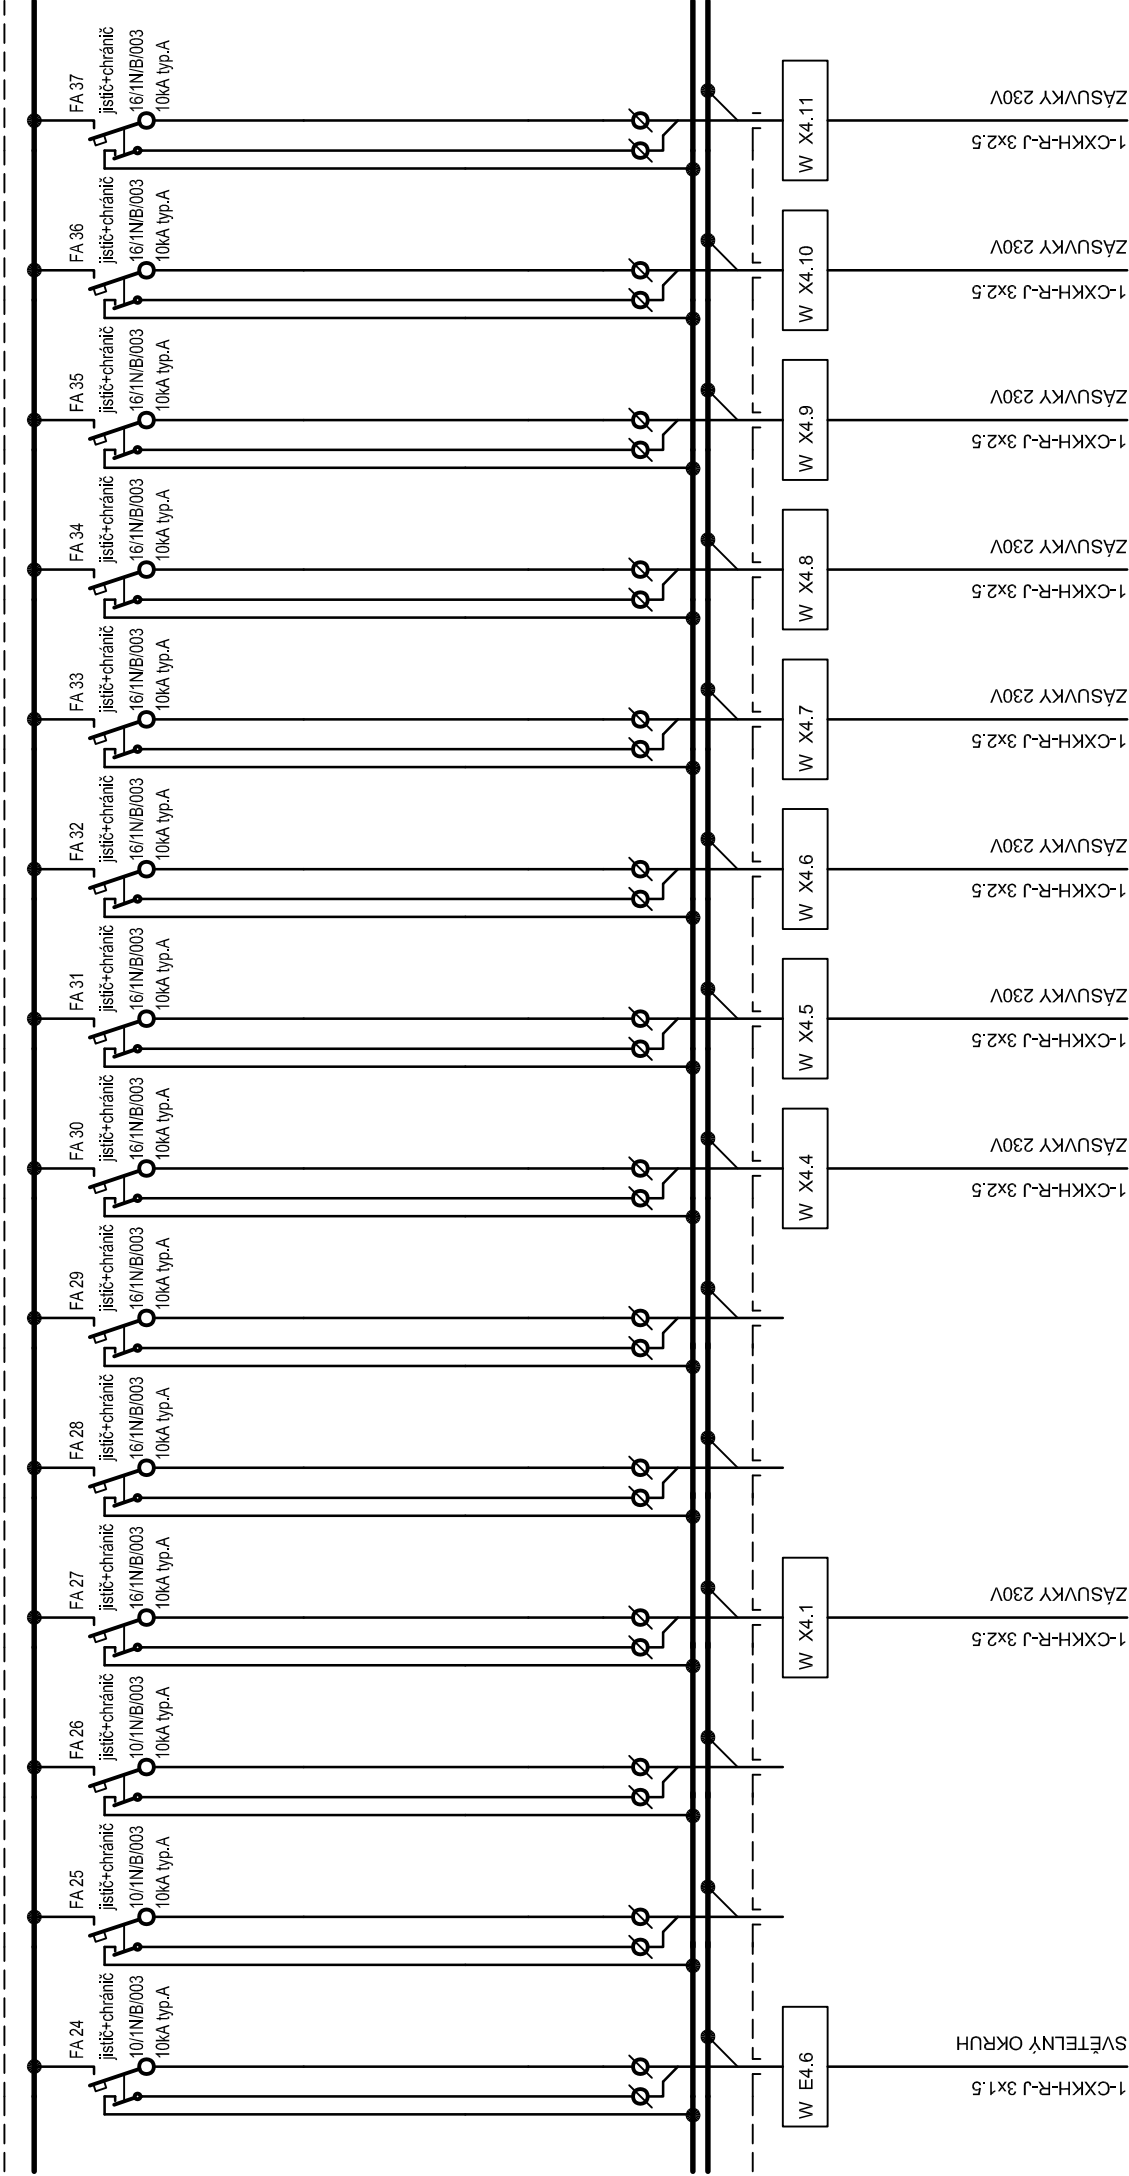 FA 24
jistič+chránič
10/1N/B/003
10kA typ.A
W E4.6
1-CXKH-R-J 3x1.5
SVĚTELNÝ OKRUH
FA 25
jistič+chránič
10/1N/B/003
10kA typ.A
FA 26
jistič+chránič
10/1N/B/003
10kA typ.A
FA 27
jistič+chránič
16/1N/B/003
10kA typ.A
W X4.1
1-CXKH-R-J 3x2.5
ZÁSUVKY 230V
FA 28
jistič+chránič
16/1N/B/003
10kA typ.A
FA 29
jistič+chránič
16/1N/B/003
10kA typ.A
FA 30
jistič+chránič
16/1N/B/003
10kA typ.A
W X4.4
1-CXKH-R-J 3x2.5
ZÁSUVKY 230V
FA 31
jistič+chránič
16/1N/B/003
10kA typ.A
W X4.5
1-CXKH-R-J 3x2.5
ZÁSUVKY 230V
FA 32
jistič+chránič
16/1N/B/003
10kA typ.A
W X4.6
1-CXKH-R-J 3x2.5
ZÁSUVKY 230V
FA 33
jistič+chránič
16/1N/B/003
10kA typ.A
W X4.7
1-CXKH-R-J 3x2.5
ZÁSUVKY 230V
FA 34
jistič+chránič
16/1N/B/003
10kA typ.A
W X4.8
1-CXKH-R-J 3x2.5
ZÁSUVKY 230V
FA 35
jistič+chránič
16/1N/B/003
10kA typ.A
W X4.9
1-CXKH-R-J 3x2.5
ZÁSUVKY 230V
FA 36
jistič+chránič
16/1N/B/003
10kA typ.A
W X4.10
1-CXKH-R-J 3x2.5
ZÁSUVKY 230V
FA 37
jistič+chránič
16/1N/B/003
10kA typ.A
W X4.11
1-CXKH-R-J 3x2.5
ZÁSUVKY 230V